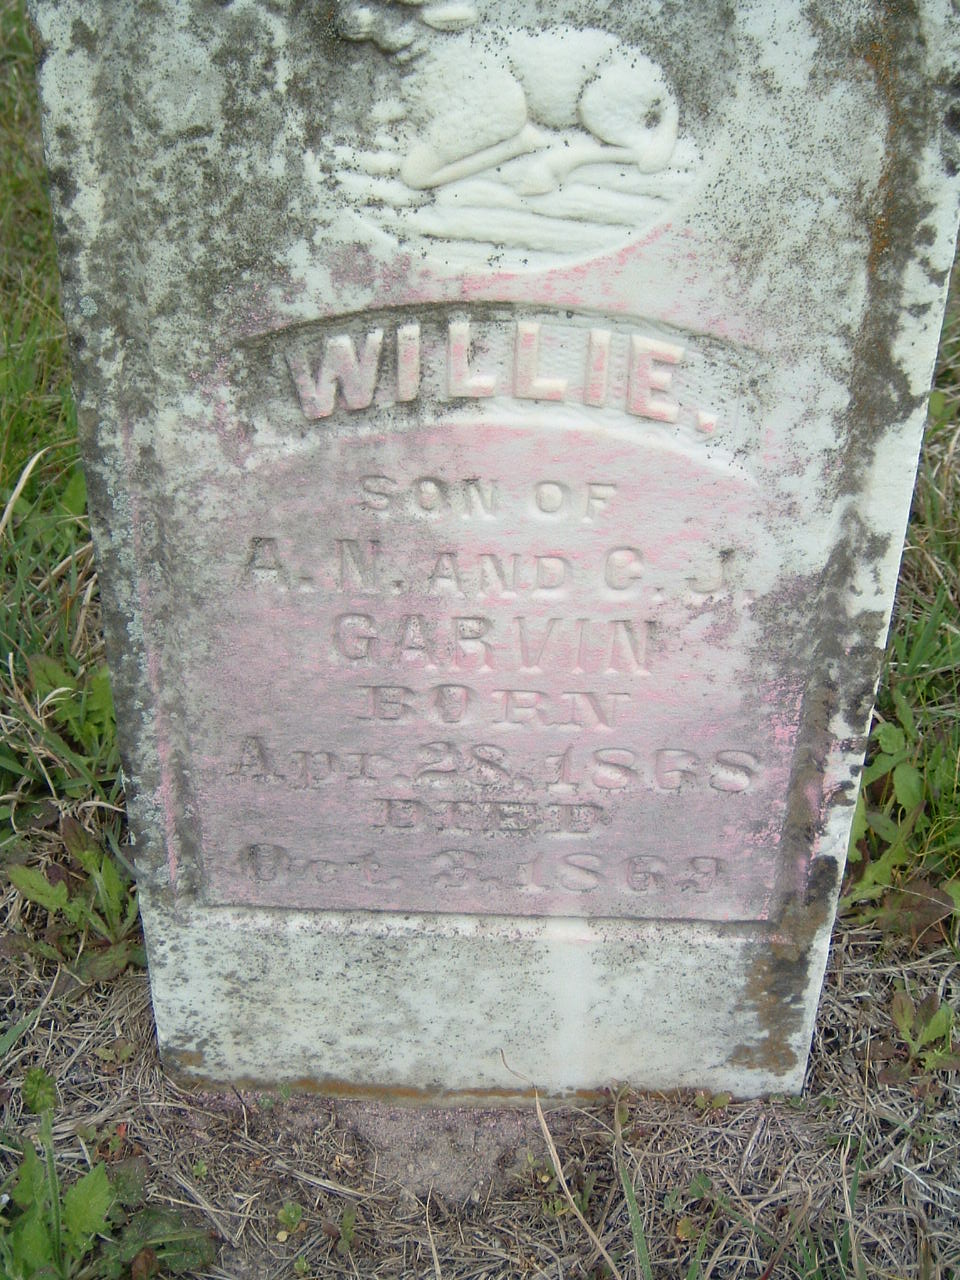 WILLIE.
SON OF
A. N. AND C. J.
GARVIN
BORN
Apr. 28. 1868
DIED
Oct. 3. 1869